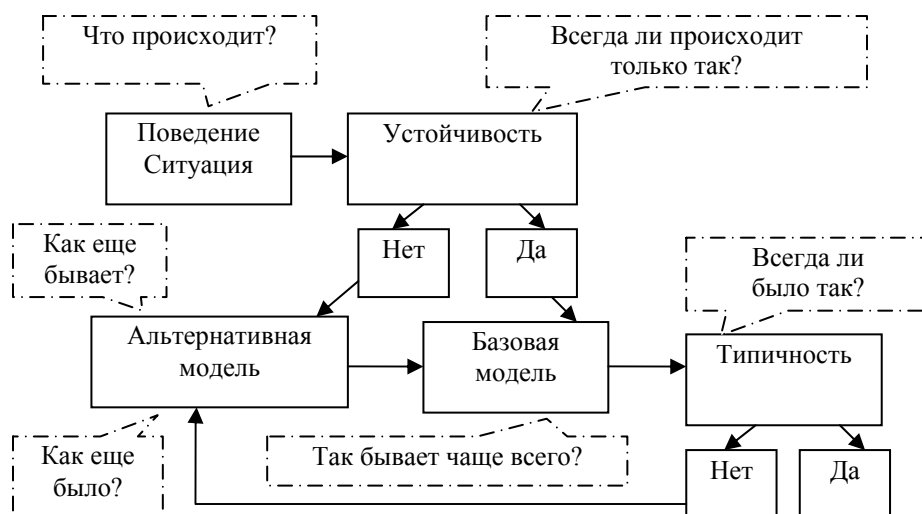 Что происходит?
Всегда ли происходит
только так?
Поведение
Ситуация
Устойчивость
Как еще
бывает?
Нет
Да
Всегда ли
было так?
Альтернативная
модель
Базовая
модель
Типичность
Как еще
было?
Так бывает чаще всего?
Нет
Да